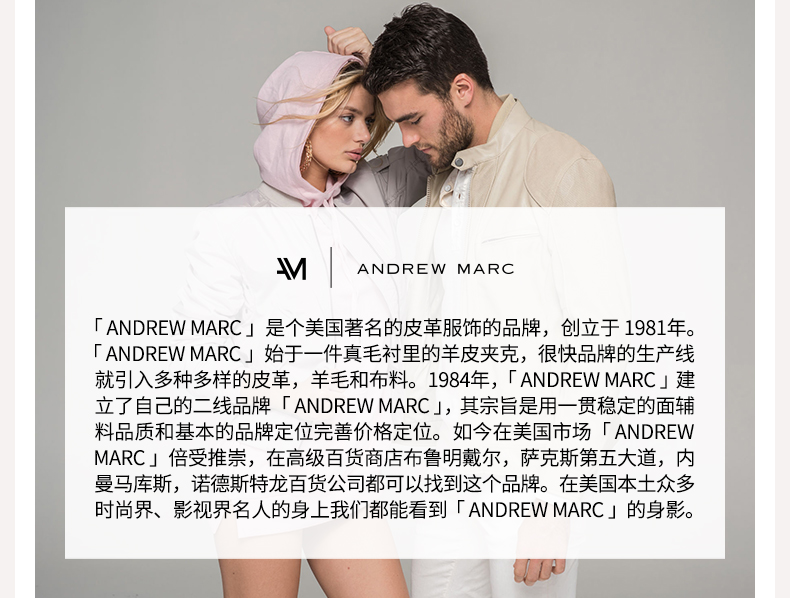 AM | ANDREW MARC
「 ANDREW MARC 」是个美国著名的皮革服饰的品牌，创立于 1981年。
「 ANDREW MARC 」始于一件真毛衬里的羊皮夹克，很快品牌的生产线
就引入多种多样的皮革，羊毛和布料。1984年，「 ANDREW MARC 」建
立了自己的二线品牌「 ANDREW MARC 」，其宗旨是用一贯稳定的面辅
料品质和基本的品牌定位完善价格定位。如今在美国市场「 ANDREW
MARC 」倍受推崇，在高级百货商店布鲁明戴尔，萨克斯第五大道，内
曼马库斯，诺德斯特龙百货公司都可以找到这个品牌。在美国本土众多
时尚界、影视界名人的身上我们都能看到「 ANDREW MARC 」的身影。